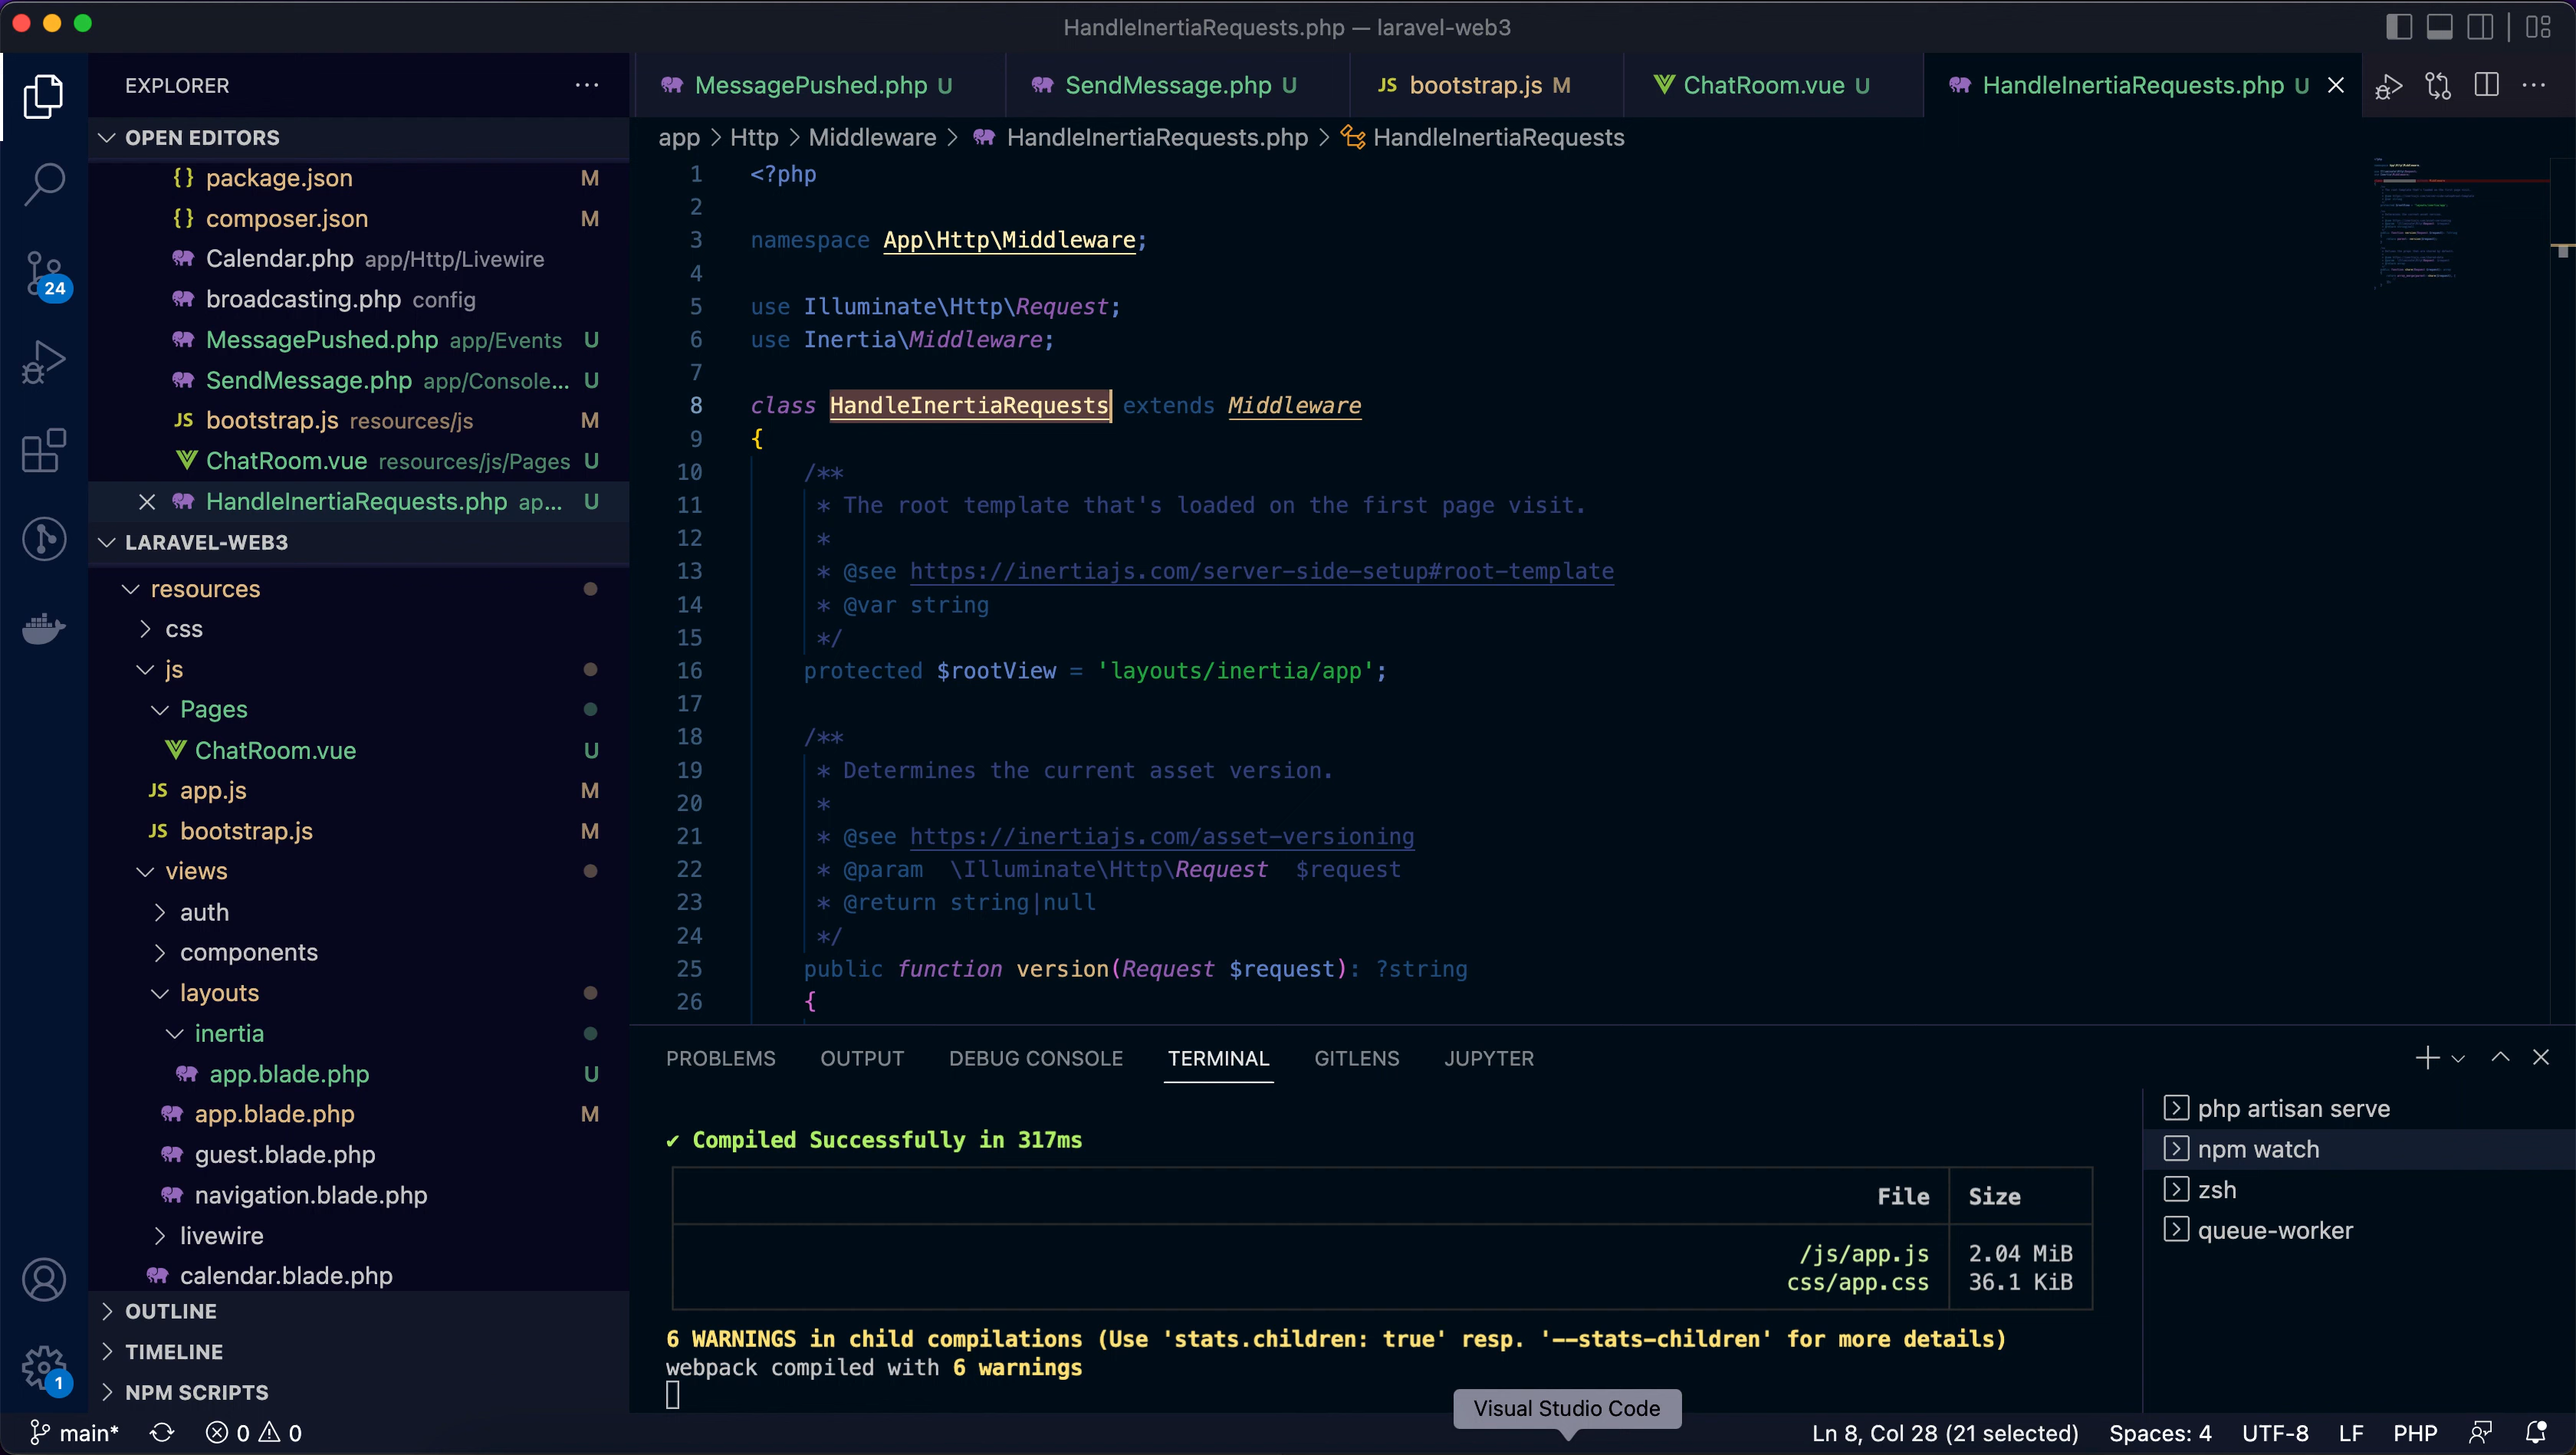 HandleInertiaRequests.php — laravel-web3
EXPLORER
OPEN EDITORS
{} package.json M
{} composer.json M
Calendar.php app/Http/Livewire
broadcasting.php config
MessagePushed.php app/Events U
SendMessage.php app/Console... U
JS bootstrap.js resources/js M
ChatRoom.vue resources/js/Pages U
HandleInertiaRequests.php ap... U
LARAVEL-WEB3
resources
css
js
Pages
ChatRoom.vue U
JS app.js M
JS bootstrap.js M
views
auth
components
layouts
inertia
app.blade.php U
app.blade.php M
guest.blade.php
navigation.blade.php
livewire
calendar.blade.php
OUTLINE
TIMELINE
NPM SCRIPTS
24
1
MessagePushed.php U
SendMessage.php U
JS bootstrap.js M
ChatRoom.vue U
HandleInertiaRequests.php U
app > Http > Middleware > HandleInertiaRequests.php > HandleInertiaRequests
1 <?php
2
3 namespace App\Http\Middleware;
4
5 use Illuminate\Http\Request;
6 use Inertia\Middleware;
7
8 class HandleInertiaRequests extends Middleware
9 {
10 /**
11 * The root template that's loaded on the first page visit.
12 *
13 * @see https://inertiajs.com/server-side-setup#root-template
14 * @var string
15 */
16 protected $rootView = 'layouts/inertia/app';
17
18 /**
19 * Determines the current asset version.
20 *
21 * @see https://inertiajs.com/asset-versioning
22 * @param  \Illuminate\Http\Request  $request
23 * @return string|null
24 */
25 public function version(Request $request): ?string
26 {
PROBLEMS OUTPUT DEBUG CONSOLE TERMINAL GITLENS JUPYTER
✔ Compiled Successfully in 317ms
File Size
/js/app.js 2.04 MiB
css/app.css 36.1 KiB
6 WARNINGS in child compilations (Use 'stats.children: true' resp. '--stats-children' for more details)
webpack compiled with 6 warnings
php artisan serve
npm watch
zsh
queue-worker
Visual Studio Code
main* 0 0 Ln 8, Col 28 (21 selected) Spaces: 4 UTF-8 LF PHP